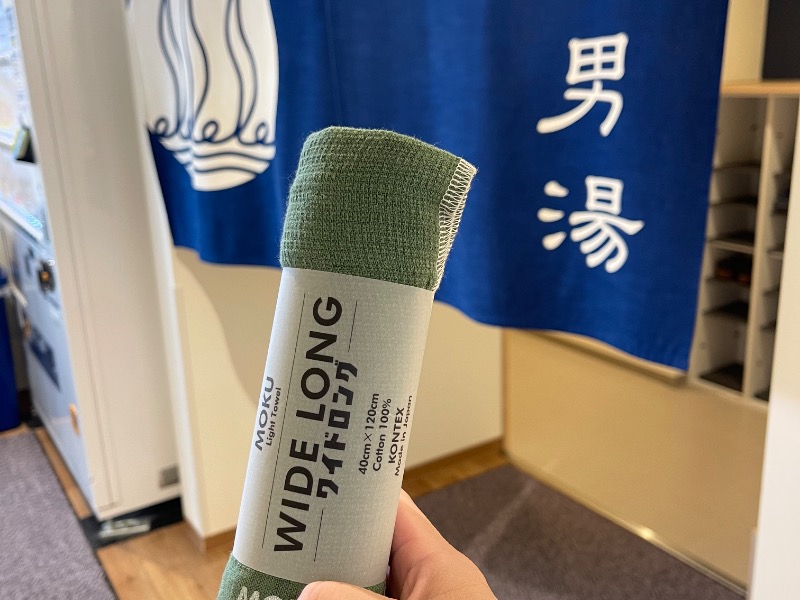 男湯
MOKU
Light Towel
WIDE LONG
ワイドロング
40cm×120cm
Cotton 100%
KONTEX
Made in Japan